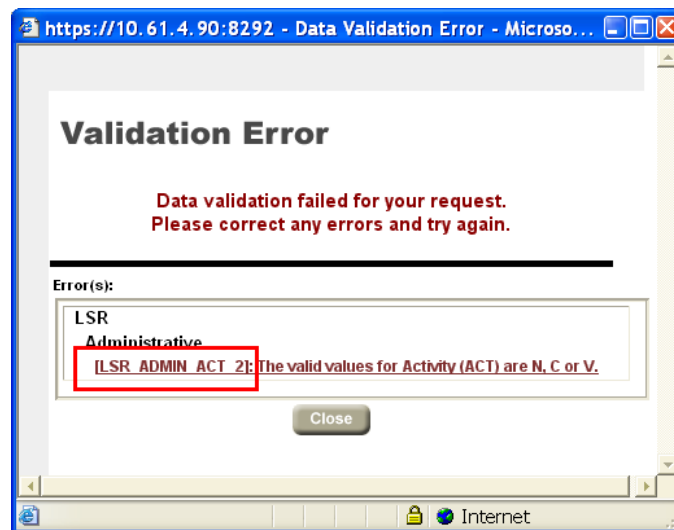 https://10.61.4.90:8292 - Data Validation Error - Microso...
Validation Error
Data validation failed for your request.
Please correct any errors and try again.
Error(s):
LSR
Administrative
[LSR_ADMIN_ACT_2]: The valid values for Activity (ACT) are N, C or V.
Close
Internet